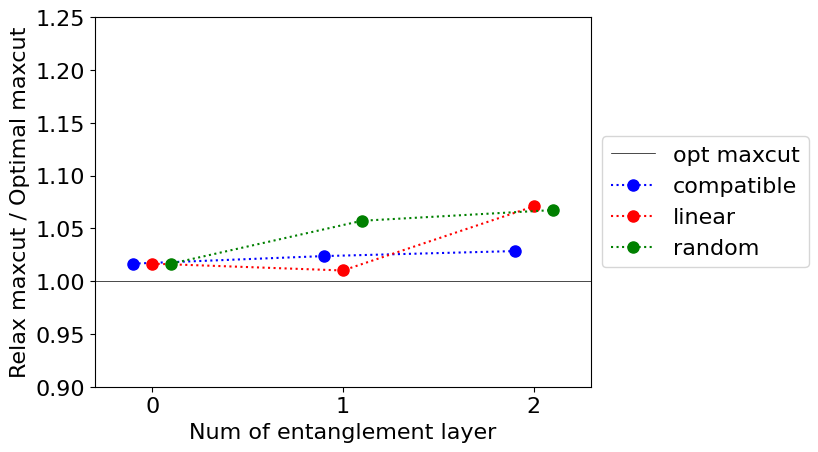 Relax maxcut / Optimal maxcut
1.25
1.20
1.15
1.10
1.05
1.00
0.95
0.90
0
1
2
Num of entanglement layer
opt maxcut
compatible
linear
random